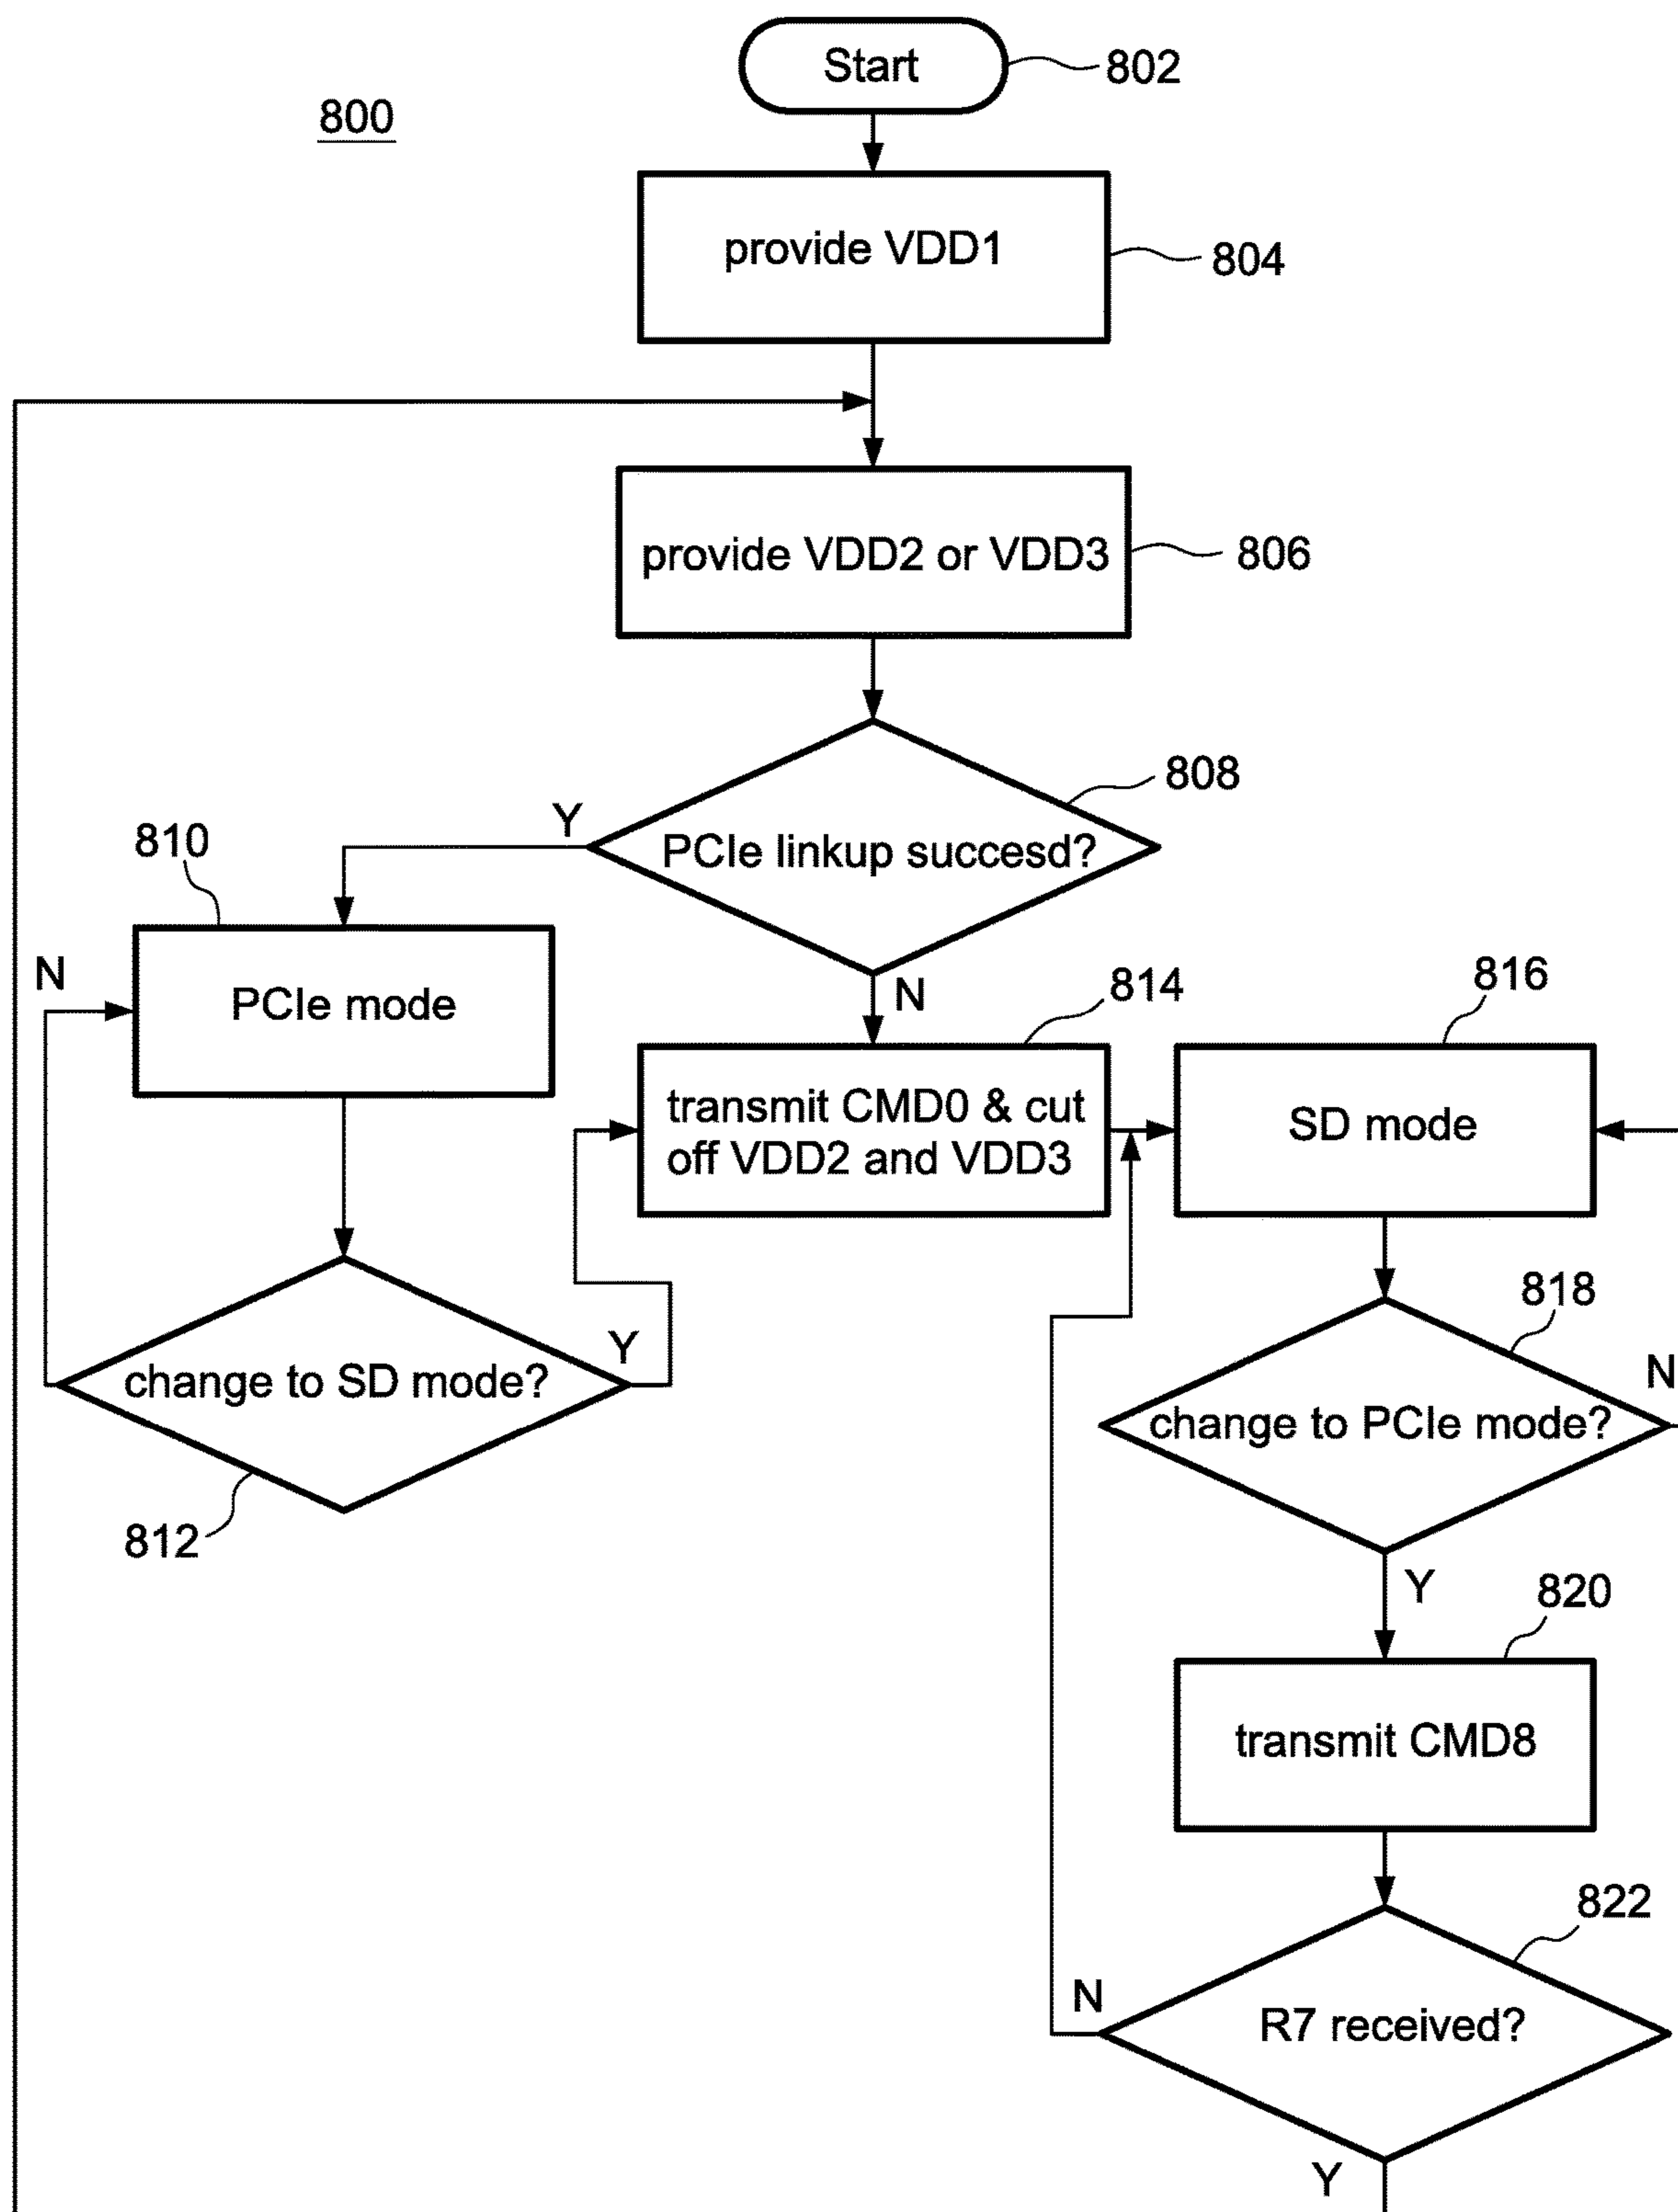 Start
802
800
provide VDD1
804
provide VDD2 or VDD3
806
808
Y
PCIe linkup succesd?
810
N
PCIe mode
N
814
816
transmit CMD0 & cut
off VDD2 and VDD3
SD mode
818
Y
change to SD mode?
N
change to PCIe mode?
812
Y
820
transmit CMD8
822
N
R7 received?
Y